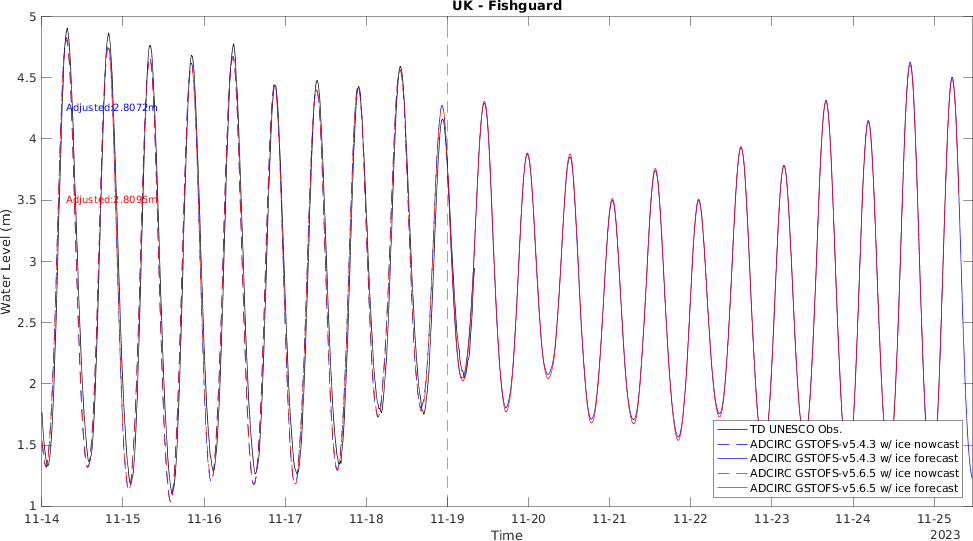 UK - Fishguard
5
4.5
4
3.5
3
2.5
2
1.5
1
Water Level (m)
Adjusted:2.8072m
Adjusted:2.8095m
TD UNESCO Obs.
ADCIRC GSTOFS-v5.4.3 w/ ice nowcast
ADCIRC GSTOFS-v5.4.3 w/ ice forecast
ADCIRC GSTOFS-v5.6.5 w/ ice nowcast
ADCIRC GSTOFS-v5.6.5 w/ ice forecast
11-14 11-15 11-16 11-17 11-18 11-19 11-20 11-21 11-22 11-23 11-24 11-25
2023
Time